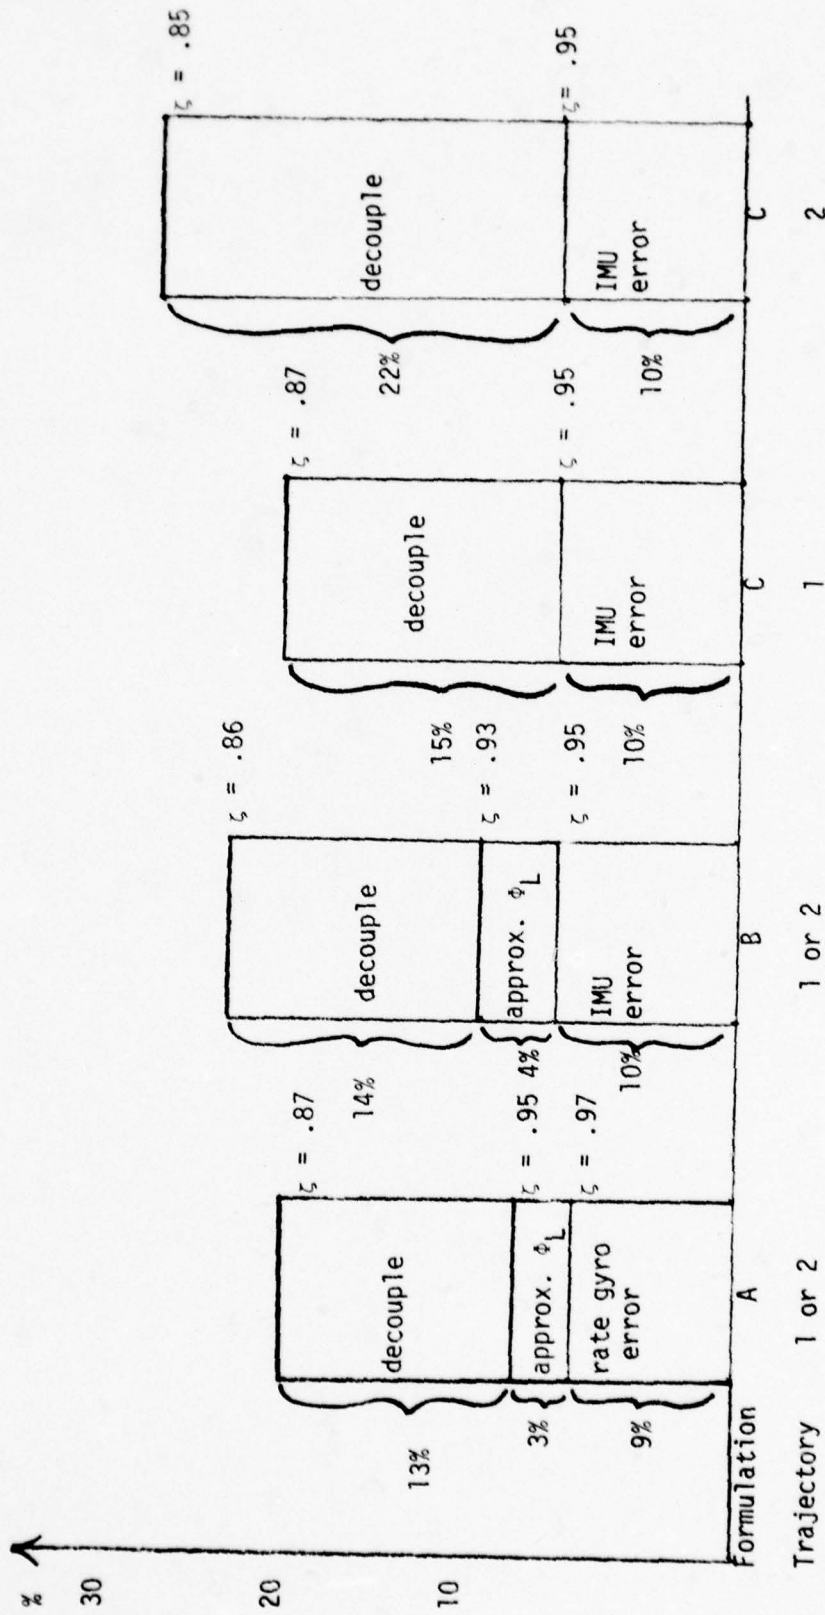 %
30
20
10
ζ = .87
decouple
13%
ζ = .95
approx. ΦL
3%
ζ = .97
rate gyro
error
9%
ζ = .86
decouple
14%
ζ = .93
approx. ΦL
4%
ζ = .95
IMU
error
10%
ζ = .87
decouple
15%
ζ = .95
IMU
error
10%
ζ = .85
decouple
22%
ζ= .95
IMU
error
10%
Formulation A B C C
Trajectory 1 or 2 1 or 2 1 2